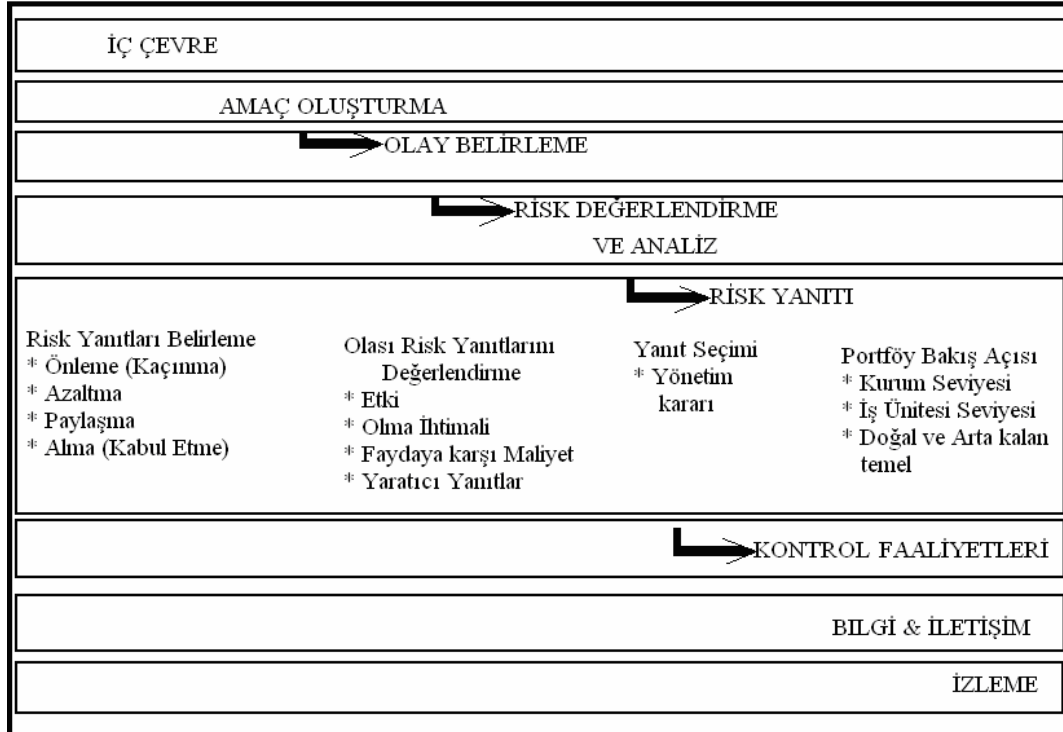 İÇ ÇEVRE
AMAÇ OLUŞTURMA
OLAY BELİRLEME
RİSK DEĞERLENDİRME
VE ANALİZ
RİSK YANITI
Risk Yanıtları Belirleme
* Önleme (Kaçınma)
* Azaltma
* Paylaşma
* Alma (Kabul Etme)
Olası Risk Yanıtlarını
Değerlendirme
* Etki
* Olma İhtimali
* Faydaya karşı Maliyet
* Yaratıcı Yanıtlar
Yanıt Seçimi
* Yönetim
kararı
Portföy Bakış Açısı
* Kurum Seviyesi
* İş Ünitesi Seviyesi
* Doğal ve Arta kalan
temel
KONTROL FAALİYETLERİ
BILGİ & İLETİŞİM
İZLEME